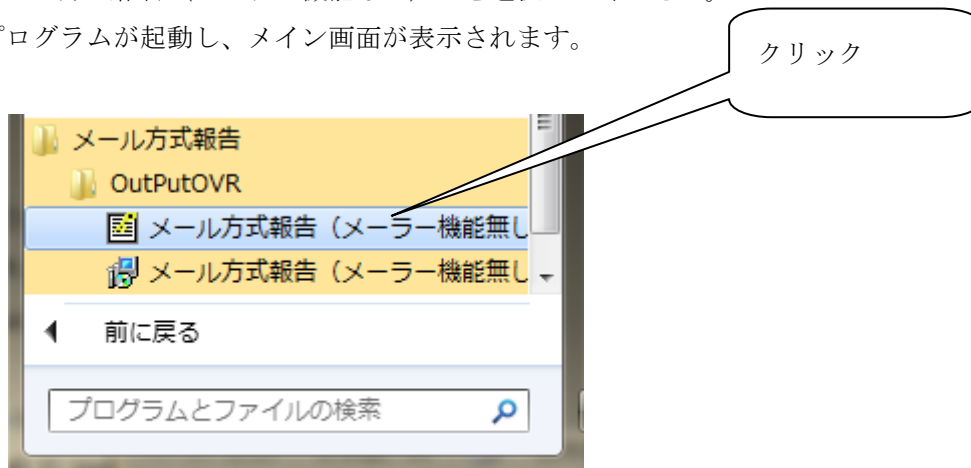 プログラムが起動し、メイン画面が表示されます。
クリック
メール方式報告
OutPutOVR
メール方式報告（メーラー機能無し
メール方式報告（メーラー機能無し
前に戻る
プログラムとファイルの検索